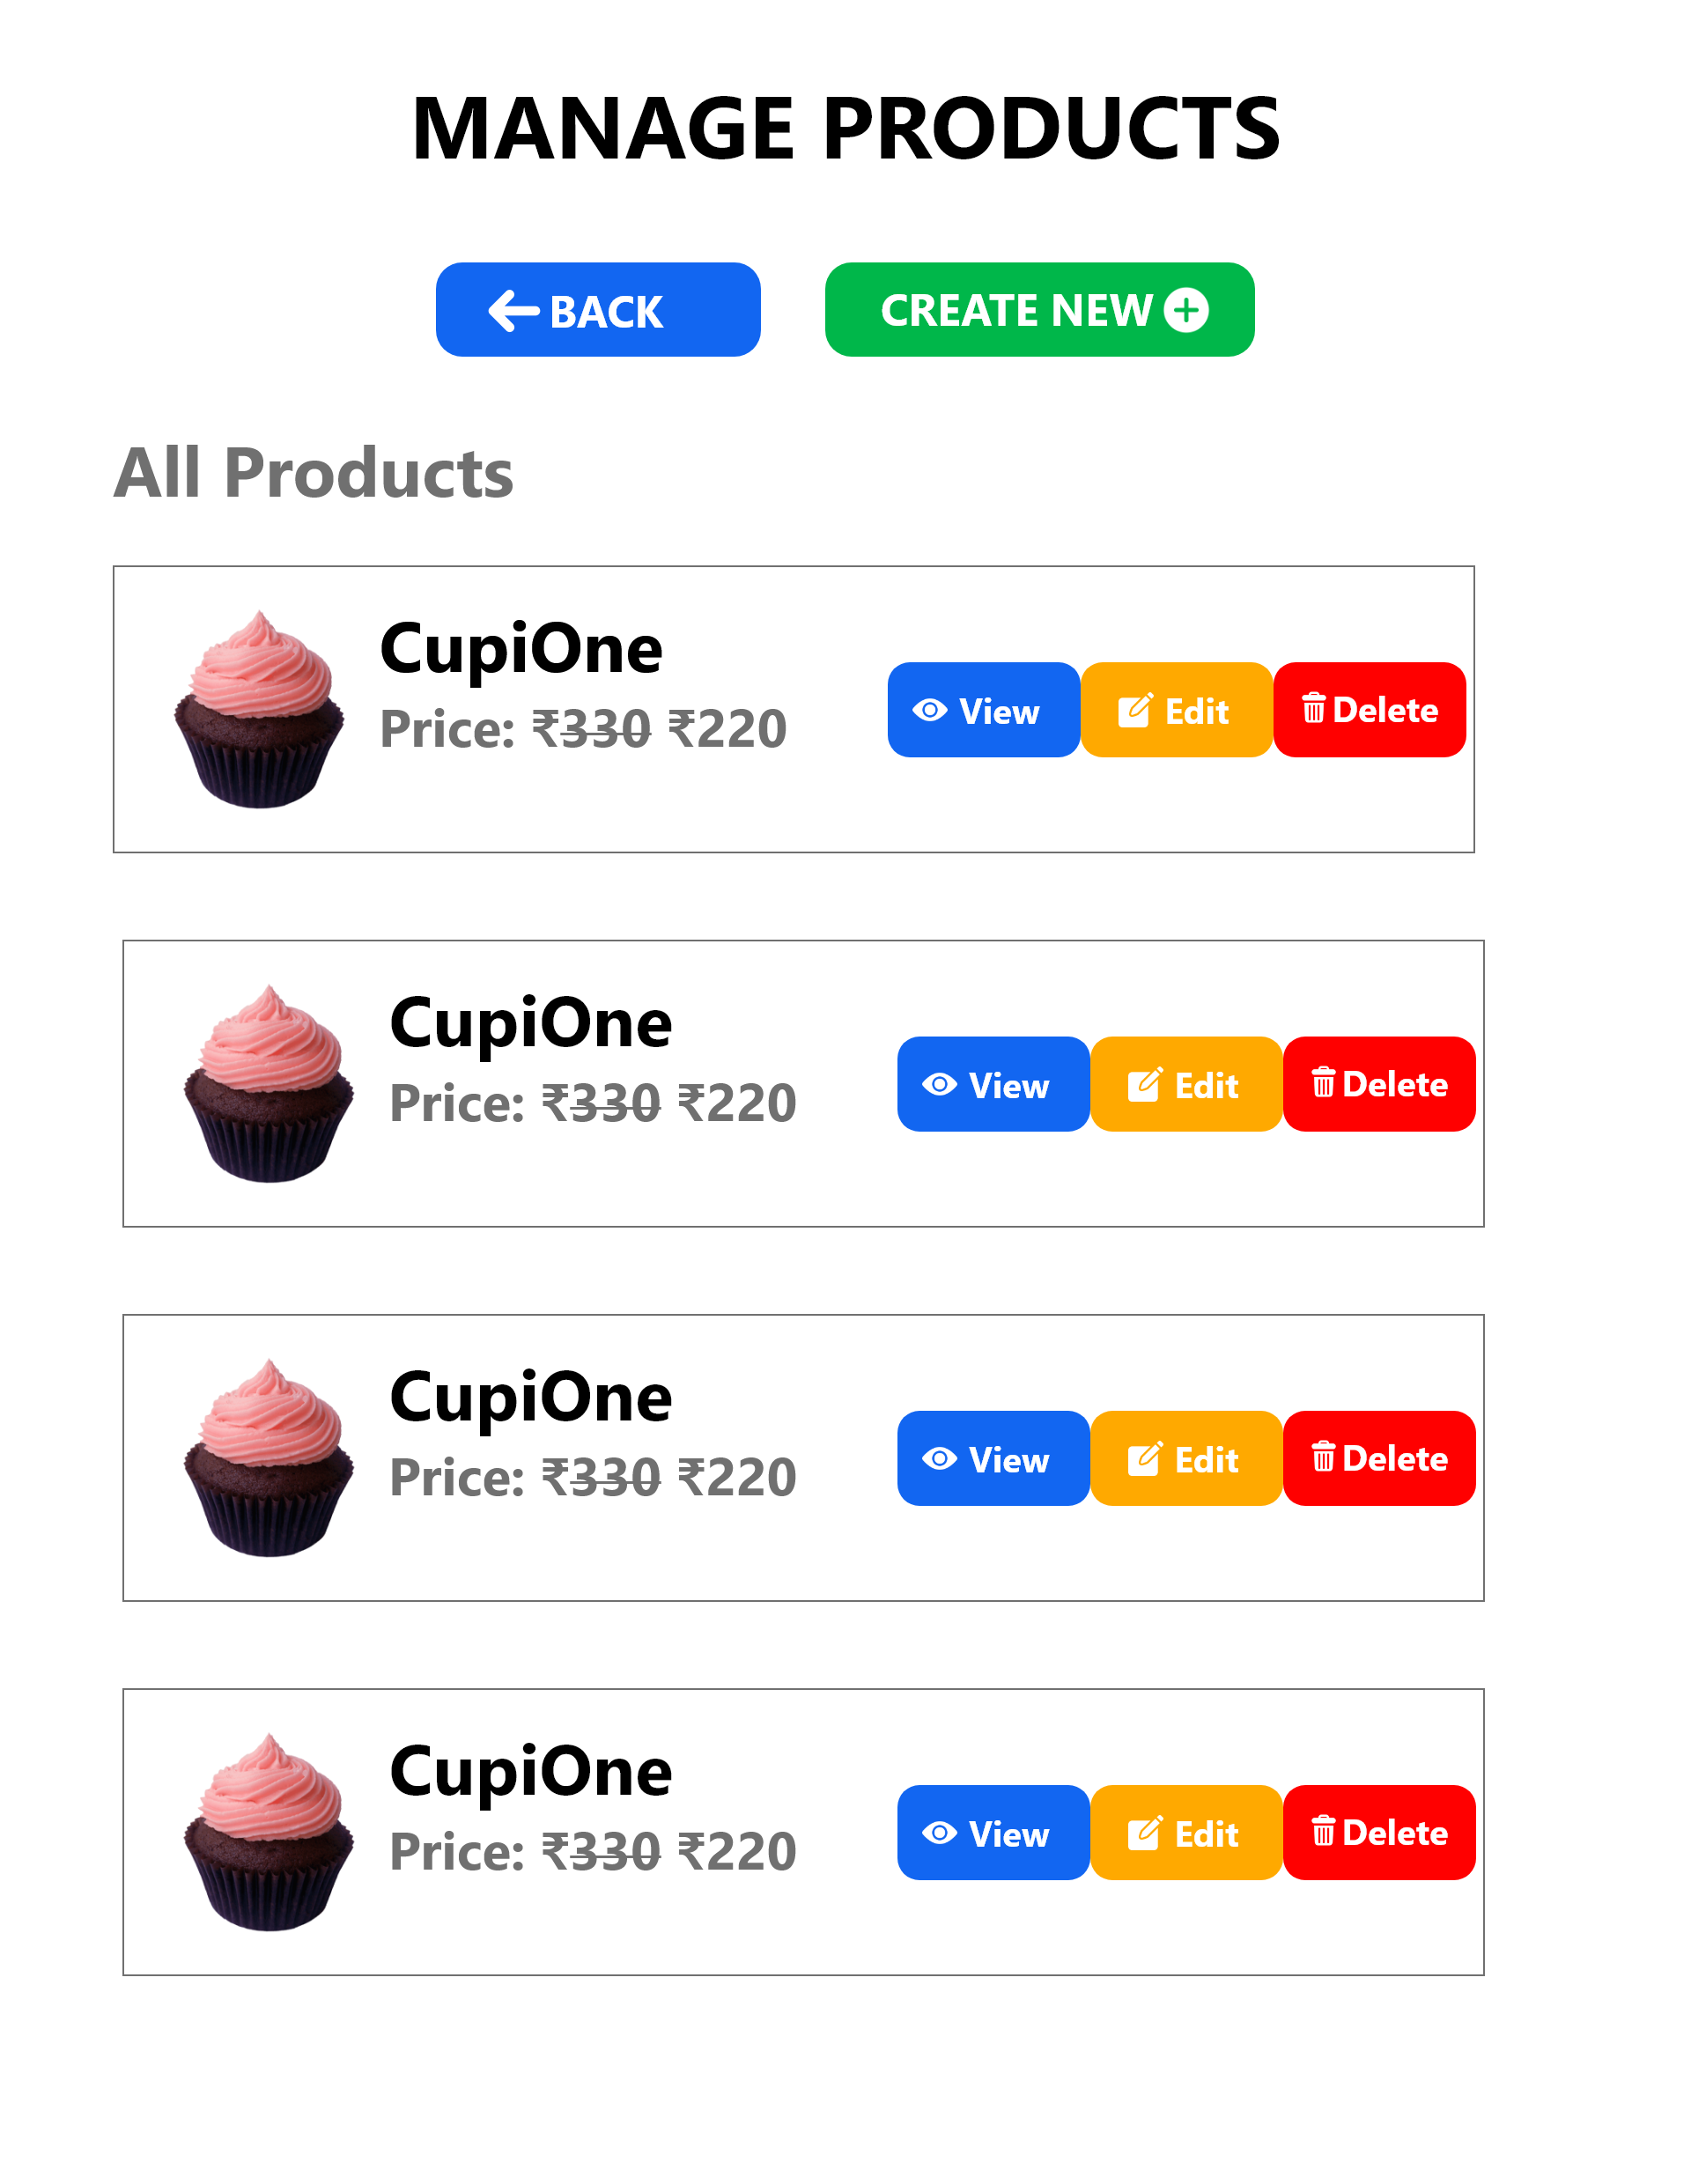 MANAGE PRODUCTS
BACK
CREATE NEW
All Products
CupiOne
Price: ₹330 ₹220
View
Edit
Delete
CupiOne
Price: ₹330 ₹220
View
Edit
Delete
CupiOne
Price: ₹330 ₹220
View
Edit
Delete
CupiOne
Price: ₹330 ₹220
View
Edit
Delete